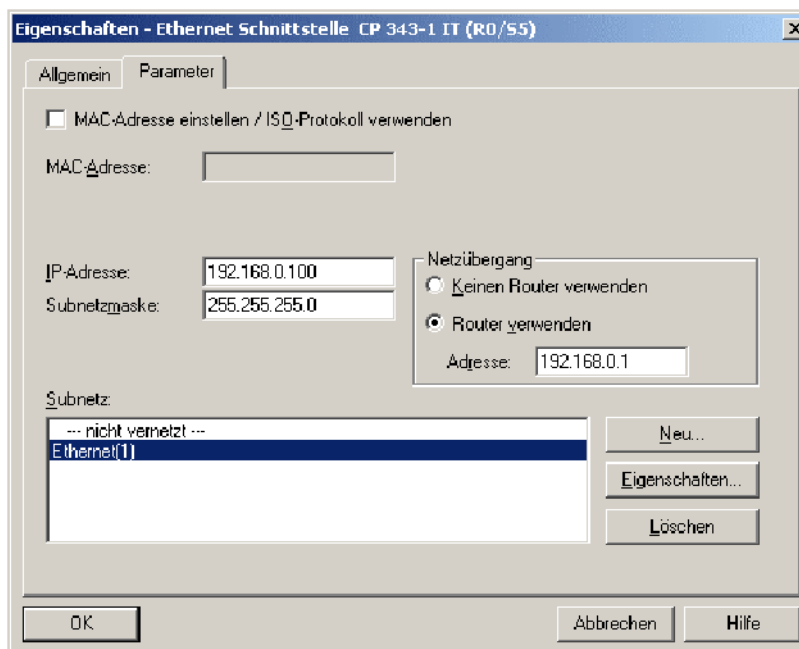 Eigenschaften - Ethernet Schnittstelle CP 343-1 IT (R0/S5)
Allgemein
Parameter
MAC-Adresse einstellen / ISO-Protokoll verwenden
MAC-Adresse:
IP-Adresse: 192.168.0.100
Subnetzmaske: 255.255.255.0
Netzübergang
Keinen Router verwenden
Router verwenden
Adresse: 192.168.0.1
Subnetz:
--- nicht vernetzt ---
Ethernet(1)
Neu...
Eigenschaften...
Löschen
OK
Abbrechen
Hilfe